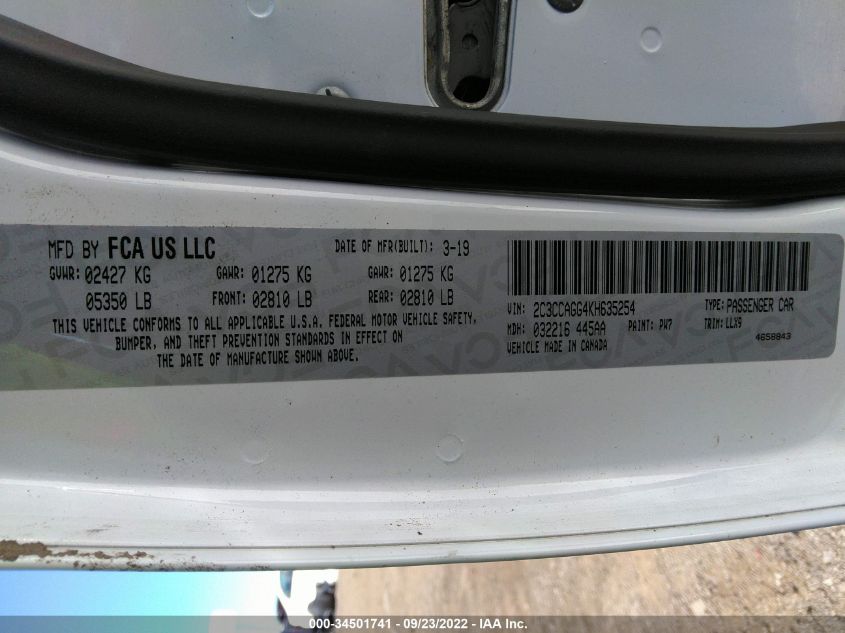 MFD BY FCA US LLC DATE OF MFR(BUILT): 3-19
GVWR: 02427 KG GAWR: 01275 KG GAWR: 01275 KG
05350 LB FRONT: 02810 LB REAR: 02810 LB
THIS VEHICLE CONFORMS TO ALL APPLICABLE U.S.A. FEDERAL MOTOR VEHICLE SAFETY,
BUMPER, AND THEFT PREVENTION STANDARDS IN EFFECT ON
THE DATE OF MANUFACTURE SHOWN ABOVE.
VIN: 2C3CCAGG4KH635254 TYPE: PASSENGER CAR
MDH: 032216 445AA PAINT: PW7 TRIM: LLX9
VEHICLE MADE IN CANADA 4658843
000-34501741 - 09/23/2022 - IAA Inc.